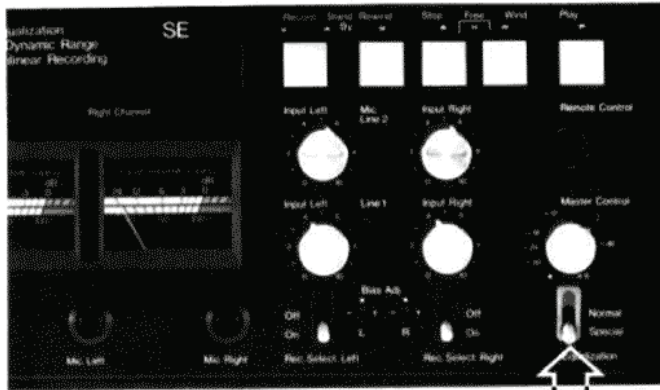 ualization
Dynamic Range
linear Recording
SE
Record
Stand By
Rewind
Stop
Free
Wind
Play
Right Channel
Input Left
Mic
Line 2
Input Right
Remote Control
Input Left
Line 1
Input Right
Master Control
Bias Adj
Off
On
L
R
Off
On
Normal
Special
Mic Left
Mic Right
Rec Select Left
Rec Select Right